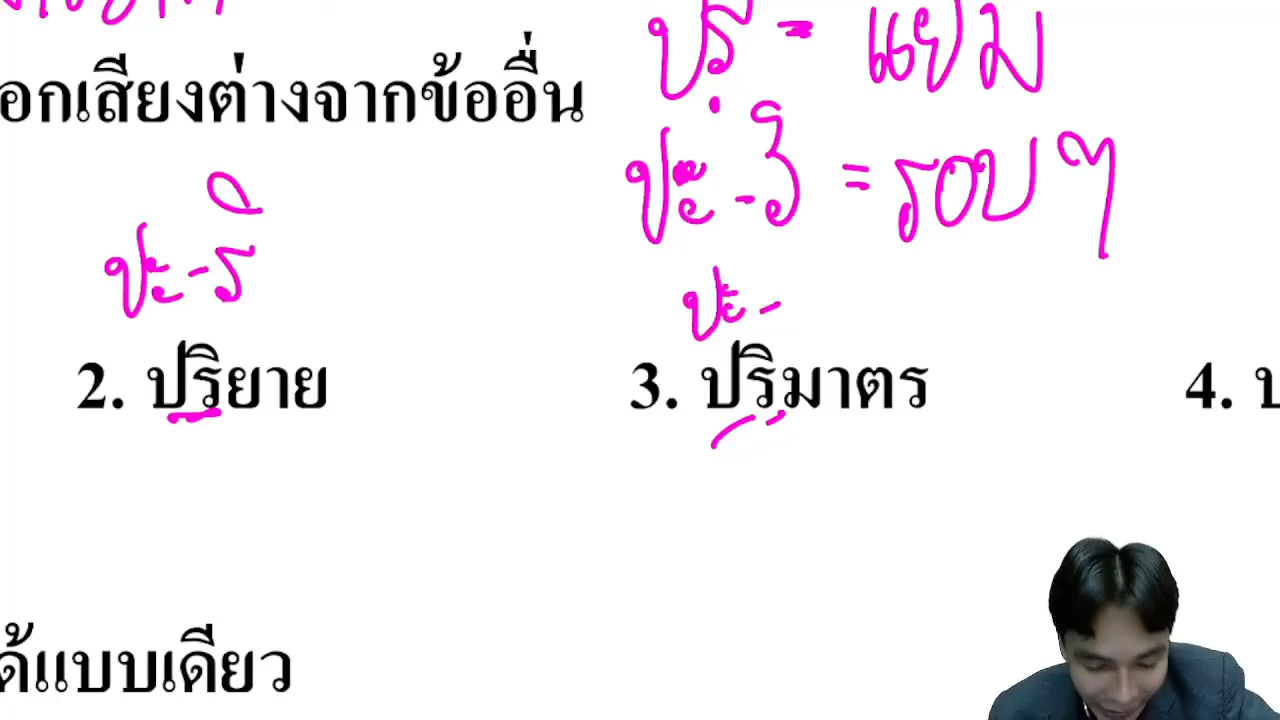 ปริ = แย้ม
อกเสียงต่างจากข้ออื่น
ปะ-ริ = รอบ ๆ
ปะ-ริ
ปะ-
2. ปริยาย 3. ปริมาตร 4. ป
ด้แบบเดียว